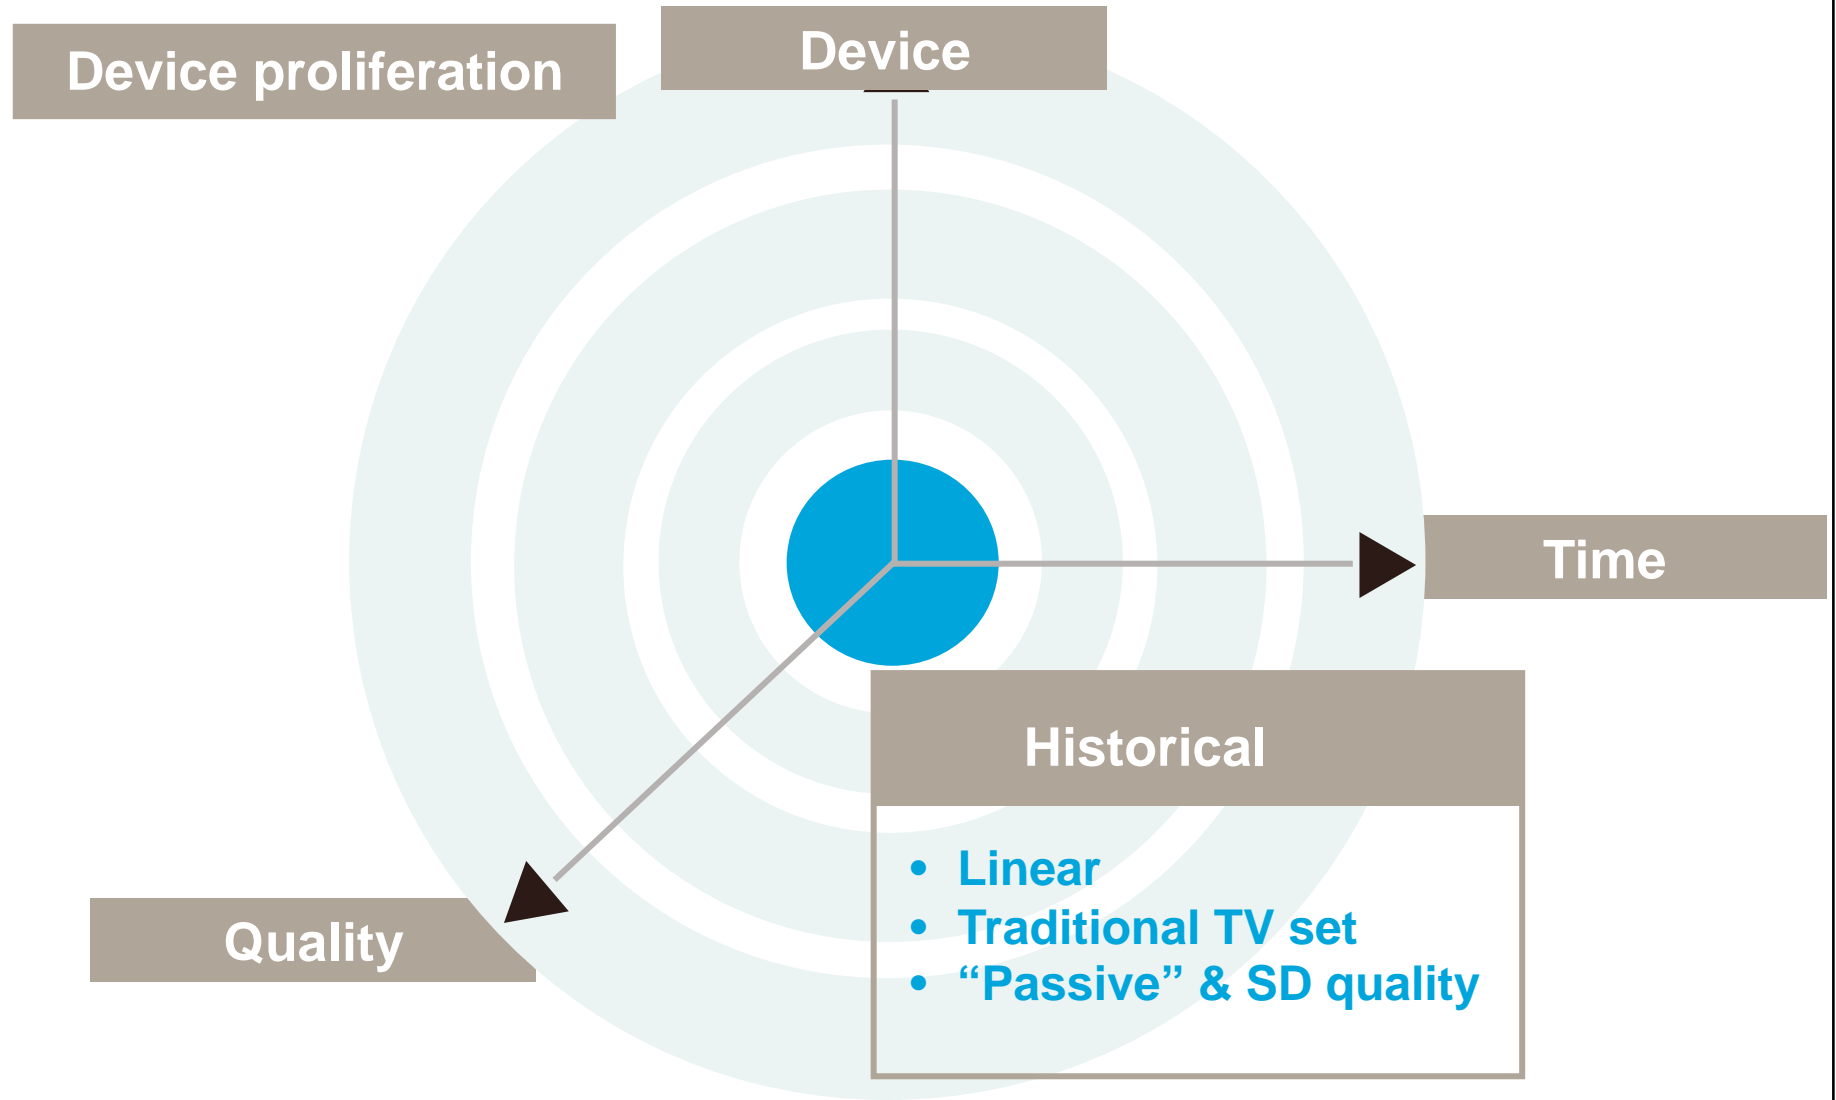 Device proliferation
Device
Time
Historical
• Linear
• Traditional TV set
• “Passive” & SD quality
Quality